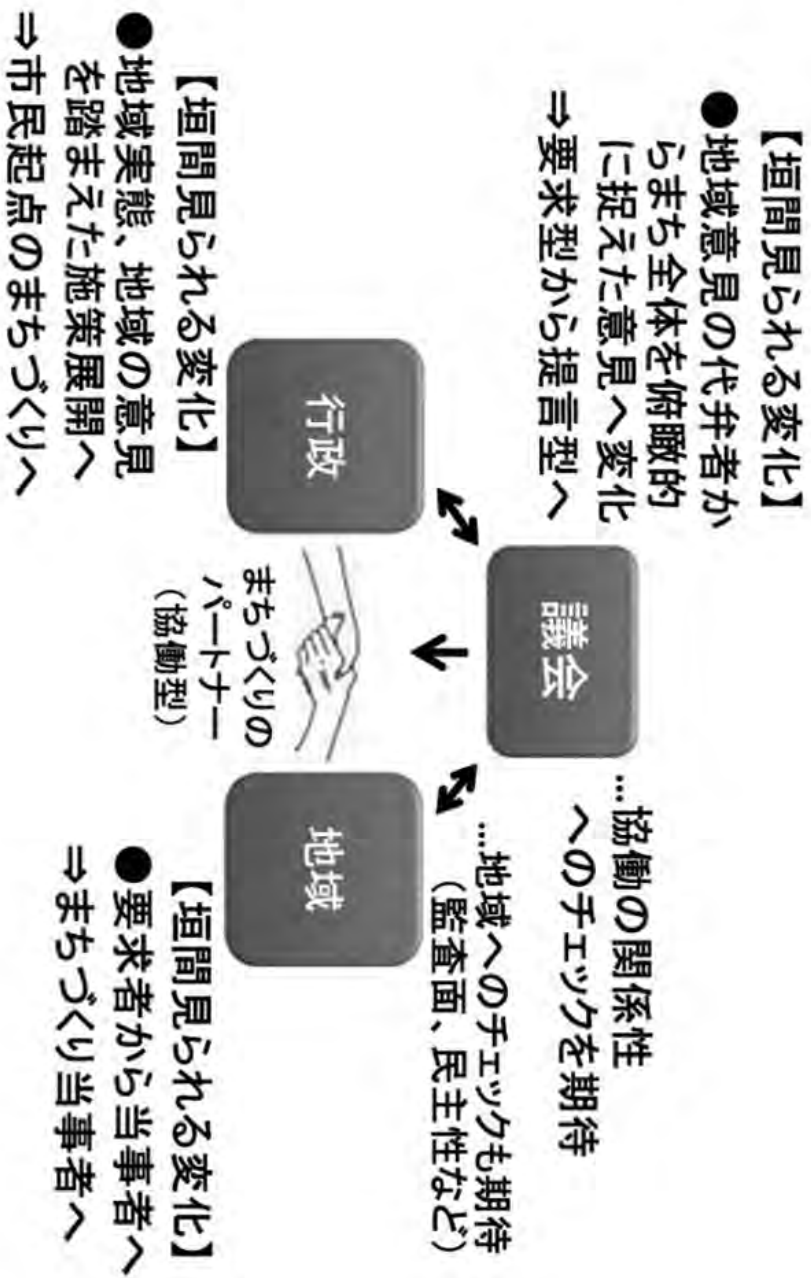 【垣間見られる変化】
●地域意見の代弁者か
らまち全体を俯瞰的
に捉えた意見へ変化
⇒要求型から提言型へ
議会
…協働の関係性
へのチェックを期待
…地域へのチェックも期待
（監査面、民主性など）
行政
まちづくりの
パートナー
（協働型）
地域
【垣間見られる変化】
●地域実態、地域の意見
を踏まえた施策展開へ
⇒市民起点のまちづくりへ
【垣間見られる変化】
●要求者から当事者へ
⇒まちづくり当事者へ